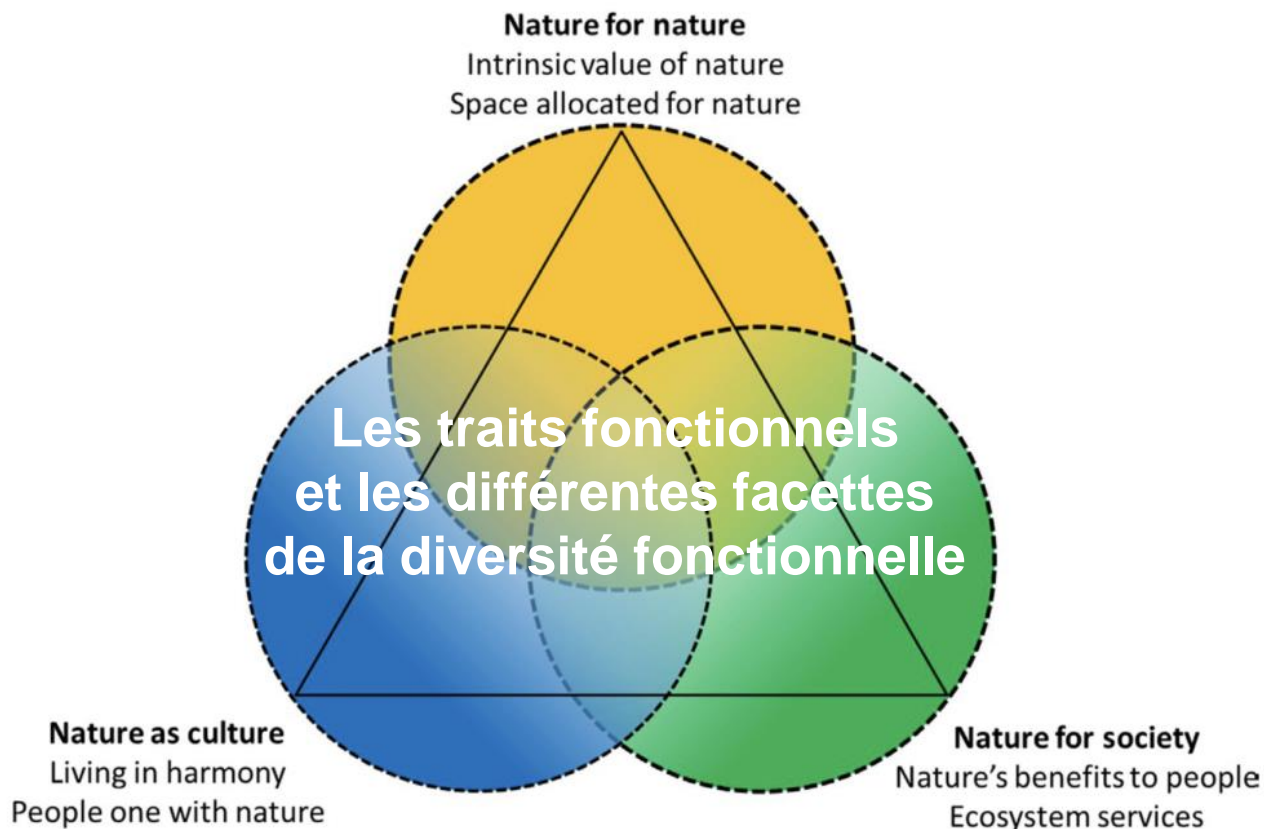 Nature for nature
Intrinsic value of nature
Space allocated for nature
Les traits fonctionnels
et les différentes facettes
de la diversité fonctionnelle
Nature as culture
Living in harmony
People one with nature
Nature for society
Nature's benefits to people
Ecosystem services